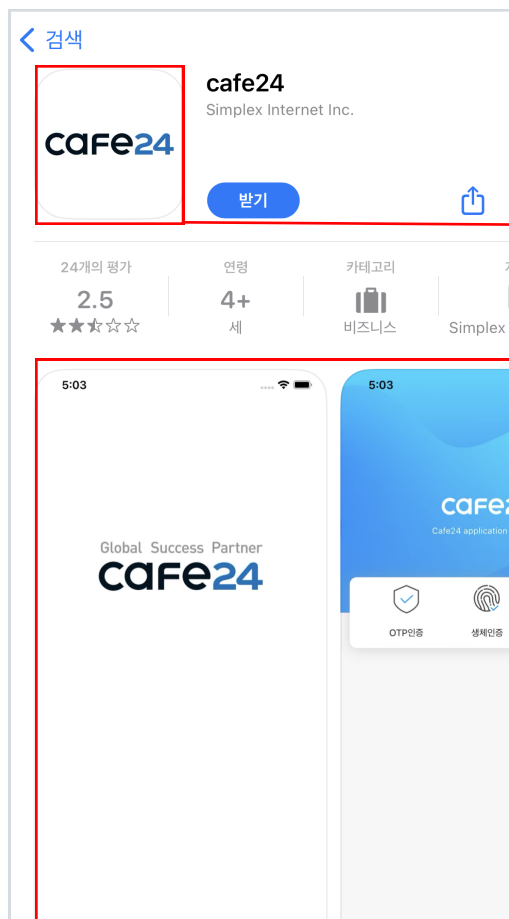 검색
cafe24
cafe24
Simplex Internet Inc.
받기
24개의 평가
연령
카테고리
2.5
4+
세
비즈니스
Simplex
5:03
5:03
Global Success Partner
cafe24
Cafe24 application
OTP인증
생체인증